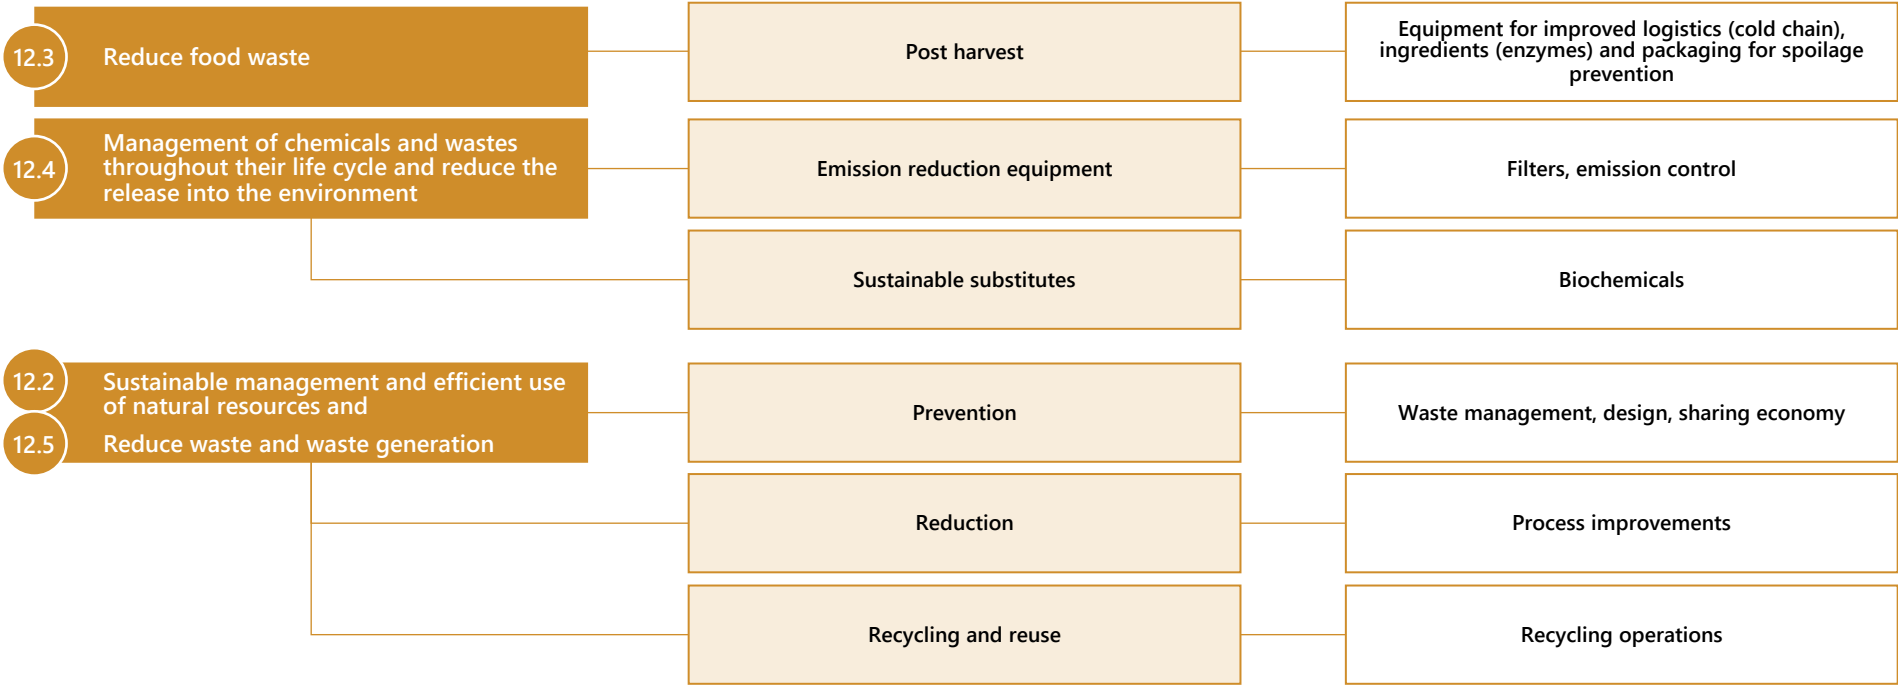 12.3
Reduce food waste
Post harvest
Equipment for improved logistics (cold chain),
ingredients (enzymes) and packaging for spoilage
prevention
12.4
Management of chemicals and wastes
throughout their life cycle and reduce the
release into the environment
Emission reduction equipment
Filters, emission control
Sustainable substitutes
Biochemicals
12.2
Sustainable management and efficient use
of natural resources and
12.5
Reduce waste and waste generation
Prevention
Waste management, design, sharing economy
Reduction
Process improvements
Recycling and reuse
Recycling operations